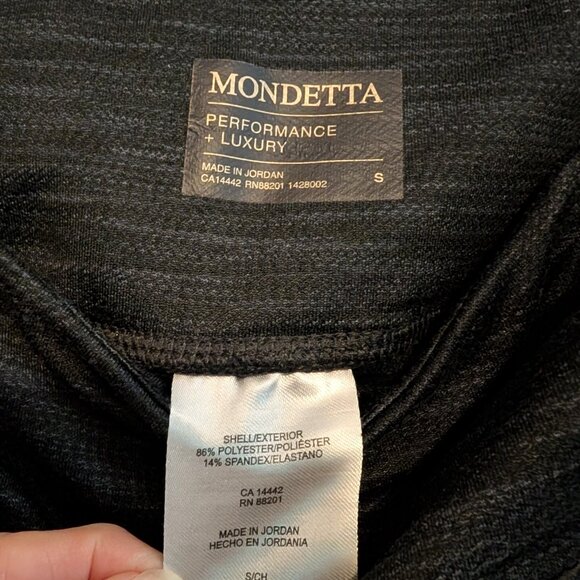 MONDETTA
PERFORMANCE
+ LUXURY
MADE IN JORDAN
CA14442 RN88201 1428002 S
SHELL/EXTERIOR
86% POLYESTER/POLIÉSTER
14% SPANDEX/ELASTANO
CA 14442
RN 88201
MADE IN JORDAN
HECHO EN JORDANIA
S/CH